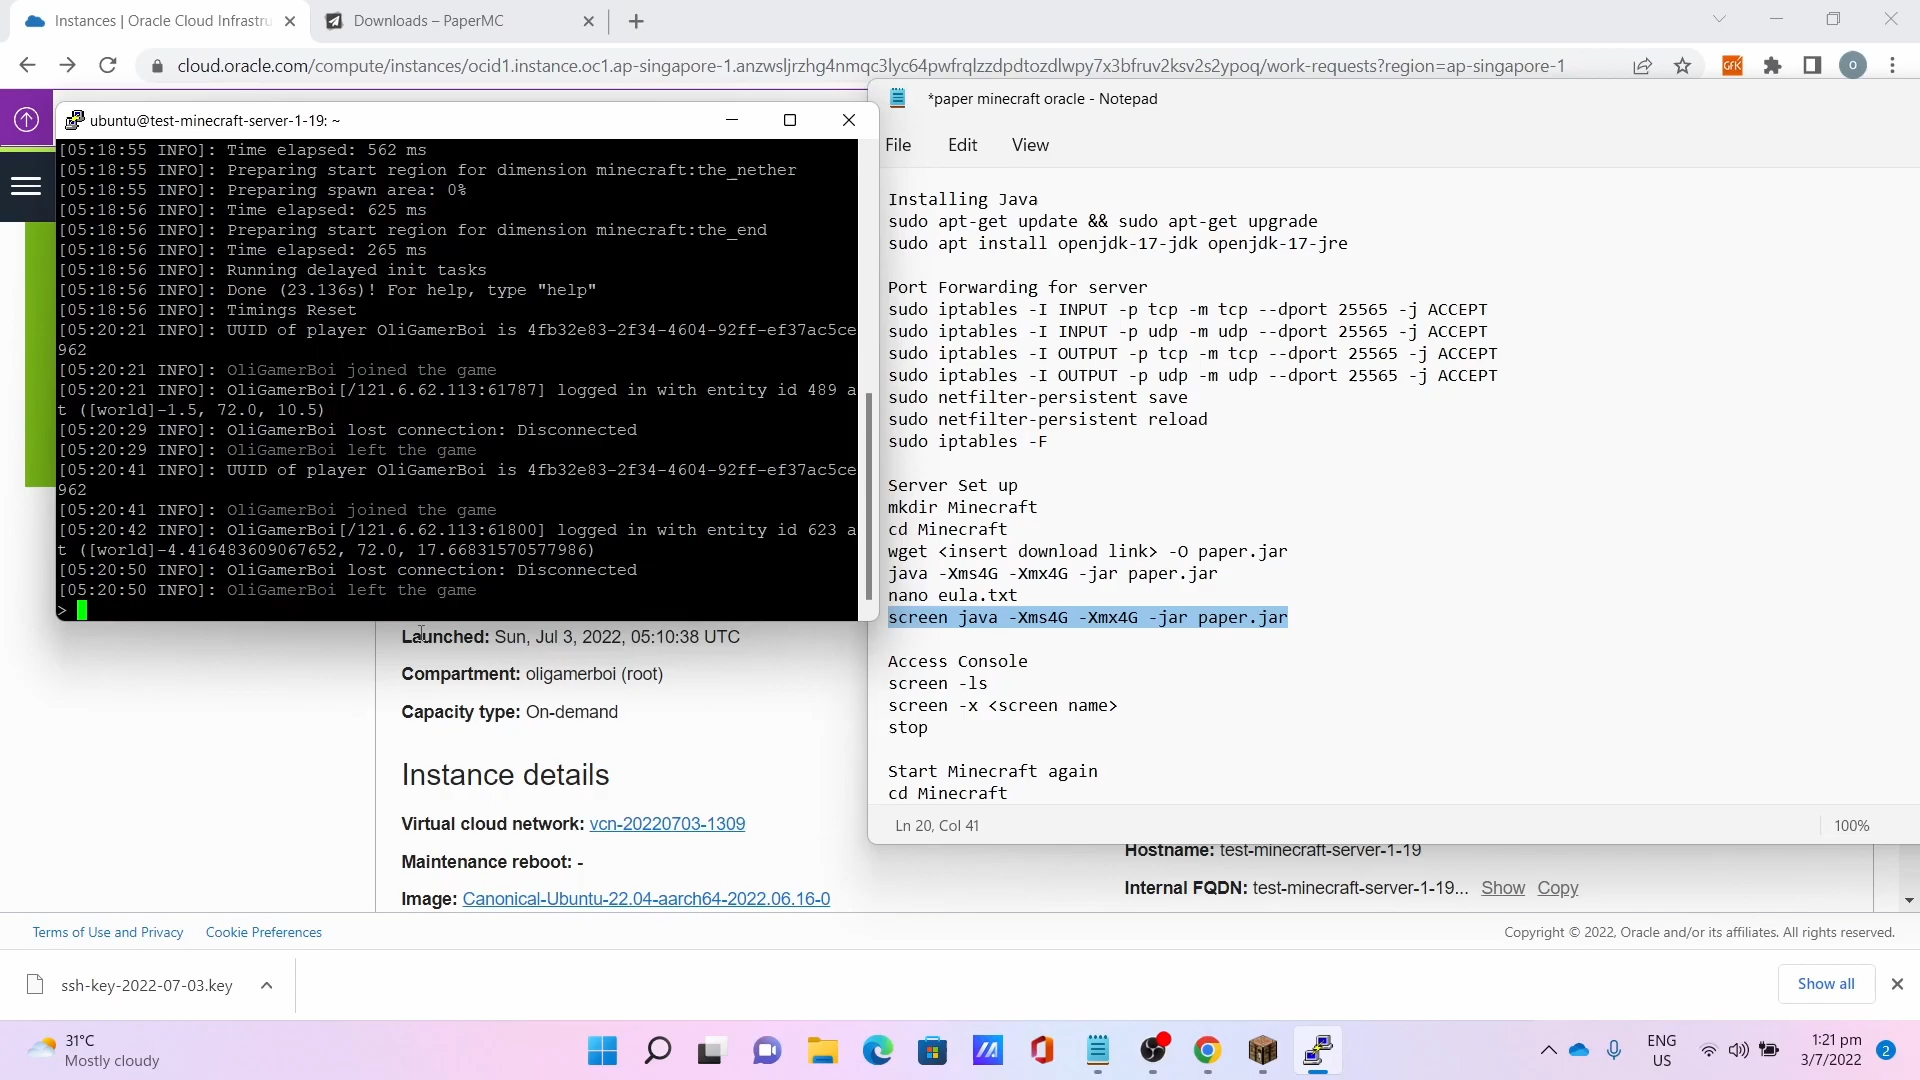 Instances | Oracle Cloud Infrastru
Downloads – PaperMC
cloud.oracle.com/compute/instances/ocid1.instance.oc1.ap-singapore-1.anzwsljrzhg4nmqc3lyc64pwfrqlzzdpdtozdlwpy7x3bfruv2ksv2s2ypoq/work-requests?region=ap-singapore-1
GFK
O
ubuntu@test-minecraft-server-1-19: ~
[05:18:55 INFO]: Time elapsed: 562 ms
[05:18:55 INFO]: Preparing start region for dimension minecraft:the_nether
[05:18:55 INFO]: Preparing spawn area: 0%
[05:18:56 INFO]: Time elapsed: 625 ms
[05:18:56 INFO]: Preparing start region for dimension minecraft:the_end
[05:18:56 INFO]: Time elapsed: 265 ms
[05:18:56 INFO]: Running delayed init tasks
[05:18:56 INFO]: Done (23.136s)! For help, type "help"
[05:18:56 INFO]: Timings Reset
[05:20:21 INFO]: UUID of player OliGamerBoi is 4fb32e83-2f34-4604-92ff-ef37ac5ce
962
[05:20:21 INFO]: OliGamerBoi joined the game
[05:20:21 INFO]: OliGamerBoi[/121.6.62.113:61787] logged in with entity id 489 a
t ([world]-1.5, 72.0, 10.5)
[05:20:29 INFO]: OliGamerBoi lost connection: Disconnected
[05:20:29 INFO]: OliGamerBoi left the game
[05:20:41 INFO]: UUID of player OliGamerBoi is 4fb32e83-2f34-4604-92ff-ef37ac5ce
962
[05:20:41 INFO]: OliGamerBoi joined the game
[05:20:42 INFO]: OliGamerBoi[/121.6.62.113:61800] logged in with entity id 623 a
t ([world]-4.416483609067652, 72.0, 17.66831570577986)
[05:20:50 INFO]: OliGamerBoi lost connection: Disconnected
[05:20:50 INFO]: OliGamerBoi left the game
>
*paper minecraft oracle - Notepad
File Edit View
Installing Java
sudo apt-get update && sudo apt-get upgrade
sudo apt install openjdk-17-jdk openjdk-17-jre
Port Forwarding for server
sudo iptables -I INPUT -p tcp -m tcp --dport 25565 -j ACCEPT
sudo iptables -I INPUT -p udp -m udp --dport 25565 -j ACCEPT
sudo iptables -I OUTPUT -p tcp -m tcp --dport 25565 -j ACCEPT
sudo iptables -I OUTPUT -p udp -m udp --dport 25565 -j ACCEPT
sudo netfilter-persistent save
sudo netfilter-persistent reload
sudo iptables -F
Server Set up
mkdir Minecraft
cd Minecraft
wget <insert download link> -O paper.jar
java -Xms4G -Xmx4G -jar paper.jar
nano eula.txt
screen java -Xms4G -Xmx4G -jar paper.jar
Access Console
screen -ls
screen -x <screen name>
stop
Start Minecraft again
cd Minecraft
Ln 20, Col 41
100%
Launched: Sun, Jul 3, 2022, 05:10:38 UTC
Compartment: oligamerboi (root)
Capacity type: On-demand
Instance details
Virtual cloud network: vcn-20220703-1309
Maintenance reboot: -
Image: Canonical-Ubuntu-22.04-aarch64-2022.06.16-0
Hostname: test-minecraft-server-1-19
Internal FQDN: test-minecraft-server-1-19... Show Copy
Terms of Use and Privacy Cookie Preferences
Copyright © 2022, Oracle and/or its affiliates. All rights reserved.
ssh-key-2022-07-03.key
Show all
31°C
Mostly cloudy
ENG
US
1:21 pm
3/7/2022
2